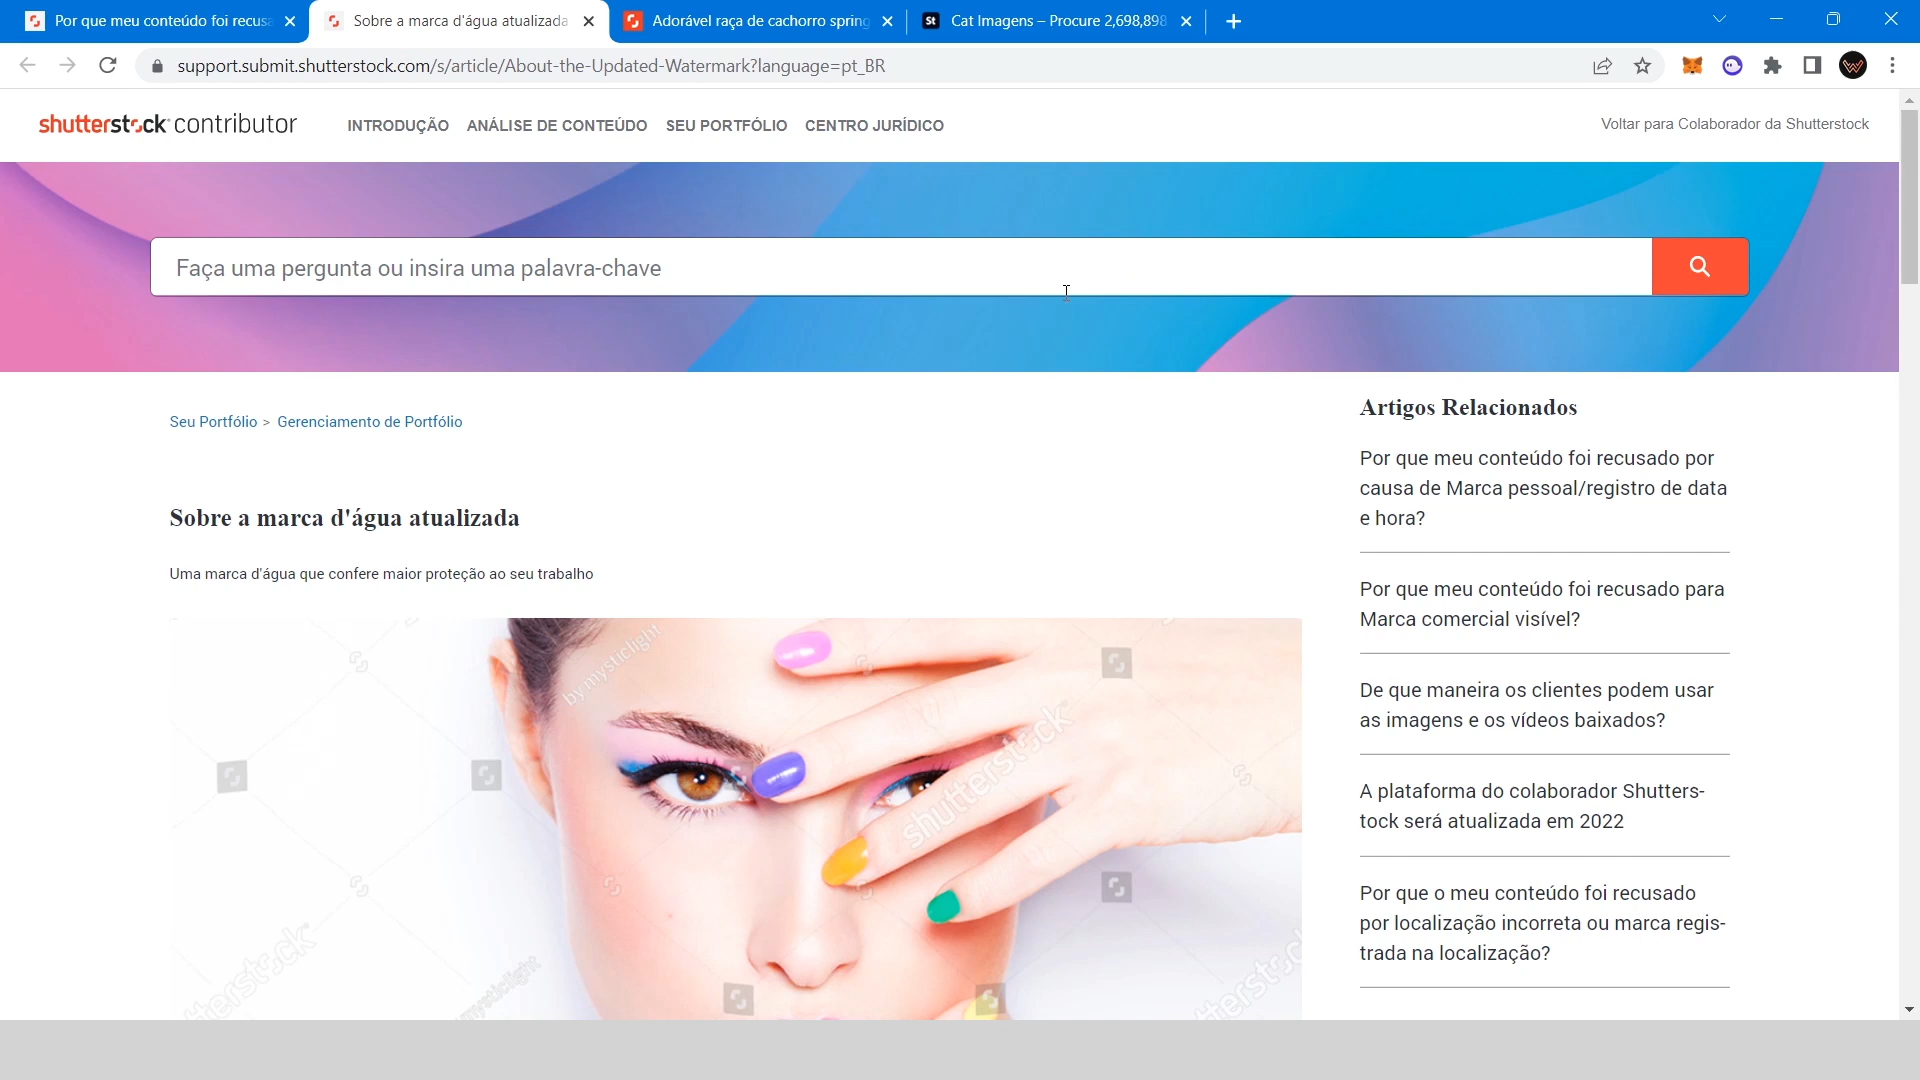 Por que meu conteúdo foi recusa
Sobre a marca d'água atualizada
Adorável raça de cachorro spring
St
Cat Imagens – Procure 2,698,898
support.submit.shutterstock.com/s/article/About-the-Updated-Watermark?language=pt_BR
shutterstock contributor
INTRODUÇÃO
ANÁLISE DE CONTEÚDO
SEU PORTFÓLIO
CENTRO JURÍDICO
Voltar para Colaborador da Shutterstock
Faça uma pergunta ou insira uma palavra-chave
Seu Portfólio > Gerenciamento de Portfólio
Sobre a marca d'água atualizada
Uma marca d'água que confere maior proteção ao seu trabalho
by mysticlight
shutterstock
tterstock
mysticlight
tterstock
Artigos Relacionados
Por que meu conteúdo foi recusado por
causa de Marca pessoal/registro de data
e hora?
Por que meu conteúdo foi recusado para
Marca comercial visível?
De que maneira os clientes podem usar
as imagens e os vídeos baixados?
A plataforma do colaborador Shutters-
tock será atualizada em 2022
Por que o meu conteúdo foi recusado
por localização incorreta ou marca regis-
trada na localização?